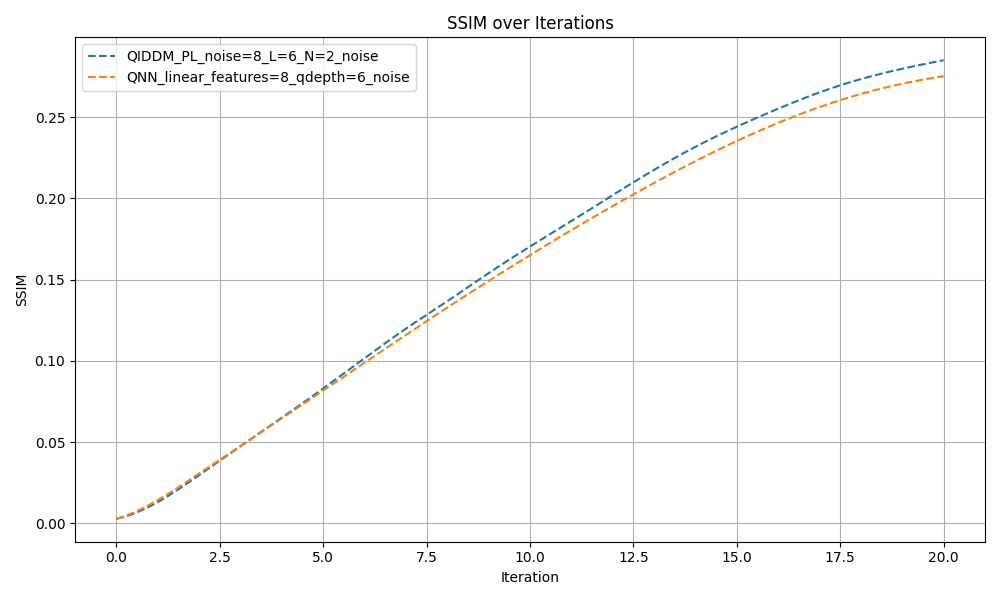 SSIM over Iterations
QIDDM_PL_noise=8_L=6_N=2_noise
QNN_linear_features=8_qdepth=6_noise
SSIM
0.25
0.20
0.15
0.10
0.05
0.00
0.0 2.5 5.0 7.5 10.0 12.5 15.0 17.5 20.0
Iteration